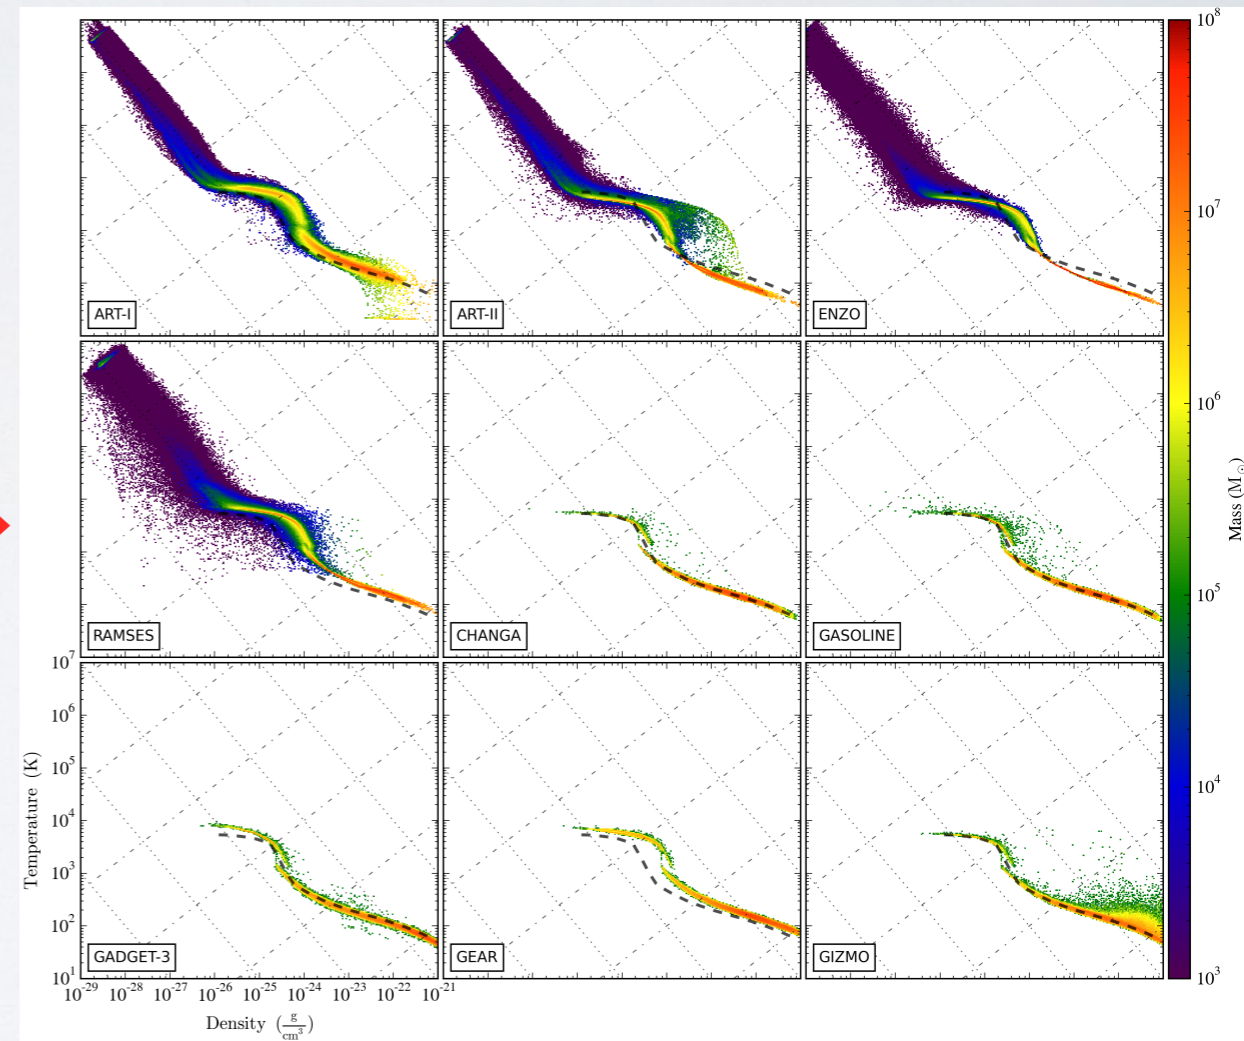 10^8
ART-I
ART-II
ENZO
10^7
RAMSES
CHANGA
GASOLINE
10^6
Mass (M_⊙)
10^5
10^7
10^6
10^5
10^4
10^3
10^2
10^1
Temperature (K)
GADGET-3
GEAR
GIZMO
10^4
10^3
10^-29 10^-28 10^-27 10^-26 10^-25 10^-24 10^-23 10^-22 10^-21
Density (g/cm^3)